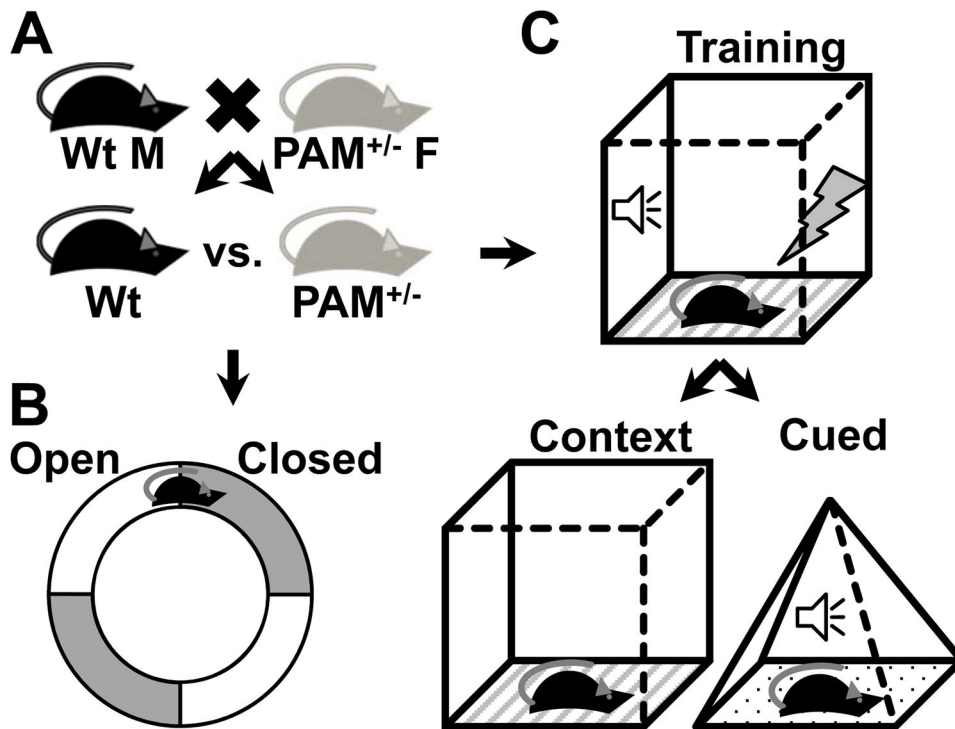 A
Wt M
PAM+/- F
Wt
vs.
PAM+/-
B
Open
Closed
C
Training
Context
Cued